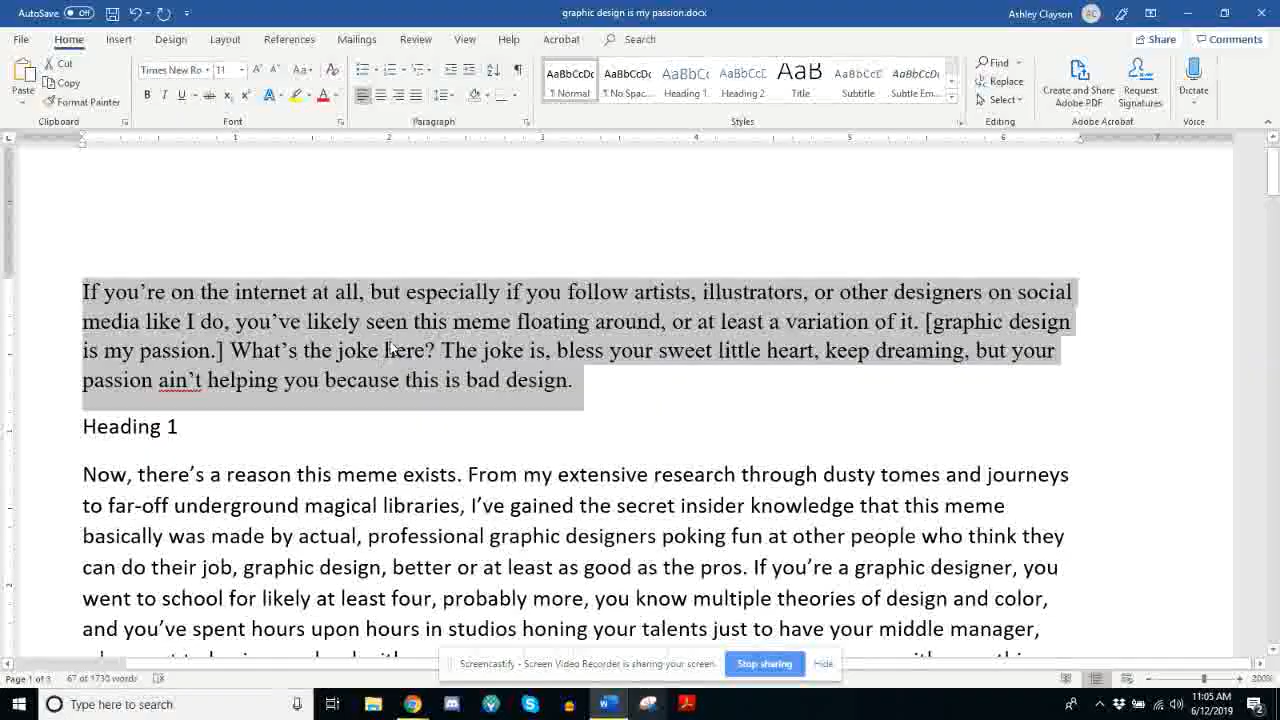 AutoSave Off graphic design is my passion.docx Ashley Clayson AC
File Home Insert Design Layout References Mailings Review View Help Acrobat Search Share Comments
Paste Cut Copy Format Painter Clipboard
Times New Ro 11 Font
Paragraph
AaBbCcDc AaBbCcDc AaBbCc AaBbCcD AaB AaBbCcD AaBbCcDc
¶ Normal ¶ No Spac... Heading 1 Heading 2 Title Subtitle Subtle Em... Styles
Find Replace Select Editing
Create and Share Adobe PDF Request Signatures Adobe Acrobat
Dictate Voice
1 2 3 4 5 6 7
If you’re on the internet at all, but especially if you follow artists, illustrators, or other designers on social
media like I do, you’ve likely seen this meme floating around, or at least a variation of it. [graphic design
is my passion.] What’s the joke here? The joke is, bless your sweet little heart, keep dreaming, but your
passion ain’t helping you because this is bad design.
Heading 1
Now, there’s a reason this meme exists. From my extensive research through dusty tomes and journeys
to far-off underground magical libraries, I’ve gained the secret insider knowledge that this meme
basically was made by actual, professional graphic designers poking fun at other people who think they
can do their job, graphic design, better or at least as good as the pros. If you’re a graphic designer, you
went to school for likely at least four, probably more, you know multiple theories of design and color,
and you’ve spent hours upon hours in studios honing your talents just to have your middle manager,
Screencastify - Screen Video Recorder is sharing your screen. Stop sharing Hide
Page 1 of 3 67 of 1730 words 200%
Type here to search 11:05 AM
6/12/2019